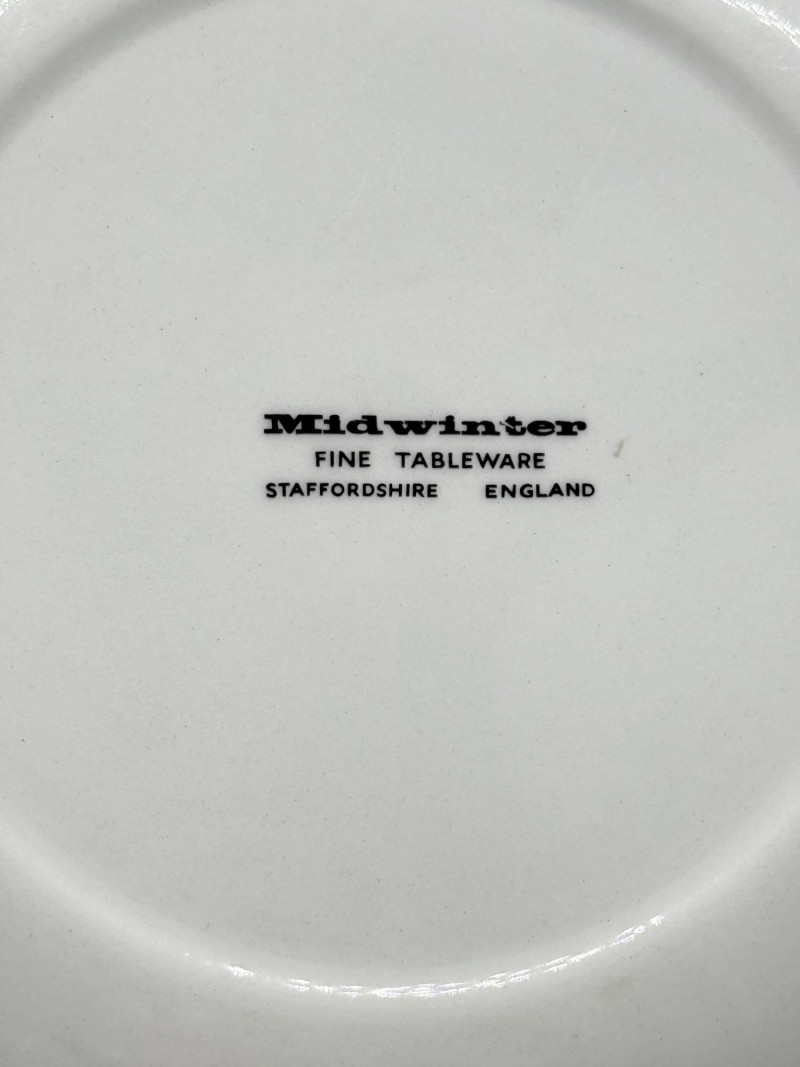 Midwinter
FINE TABLEWARE
STAFFORDSHIRE ENGLAND